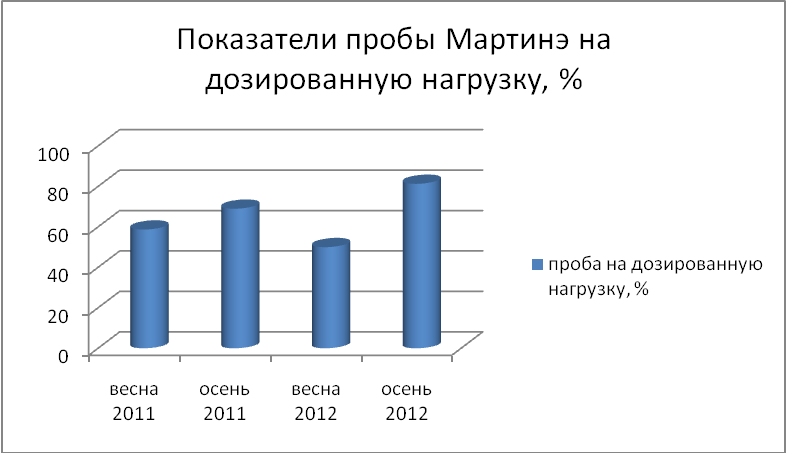 Показатели пробы Мартинэ на
дозированную нагрузку, %
100
80
60
40
20
0
весна
2011
осень
2011
весна
2012
осень
2012
проба на дозированную
нагрузку, %